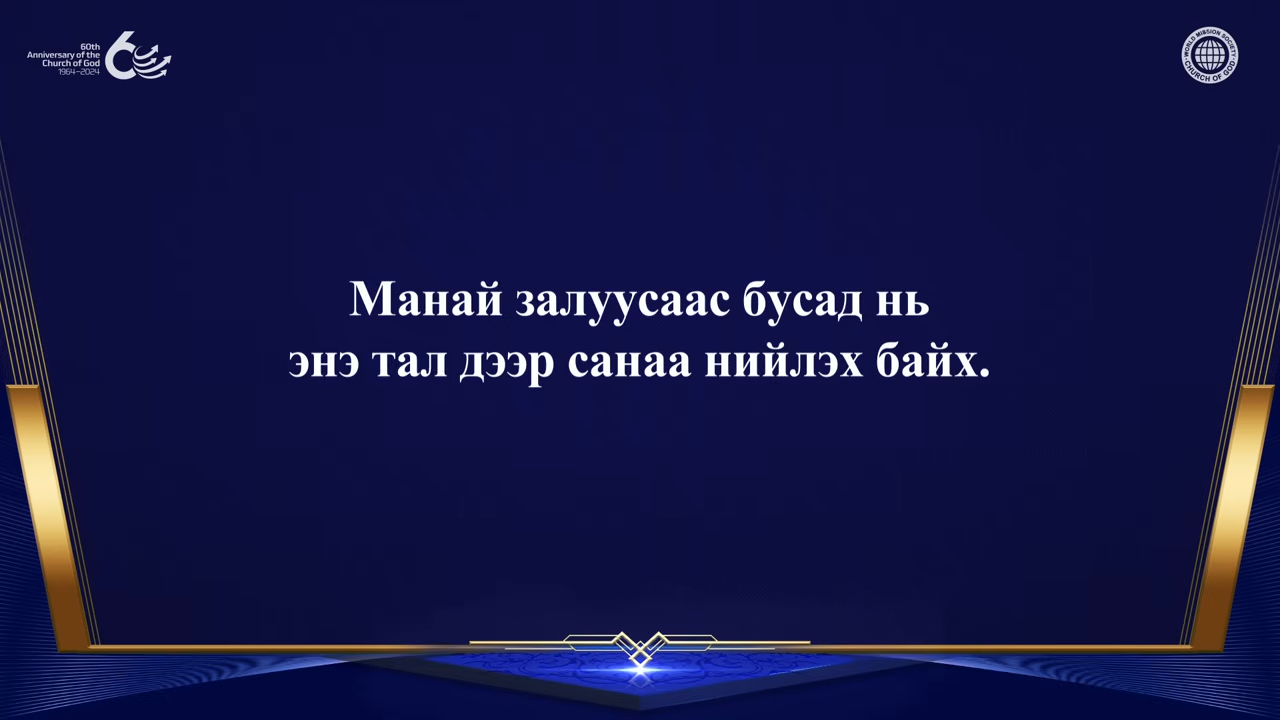 60th
Anniversary of the
Church of God
1964–2024
60
WORLD MISSION SOCIETY
CHURCH OF GOD
Манай залуусаас бусад нь
энэ тал дээр санаа нийлэх байх.